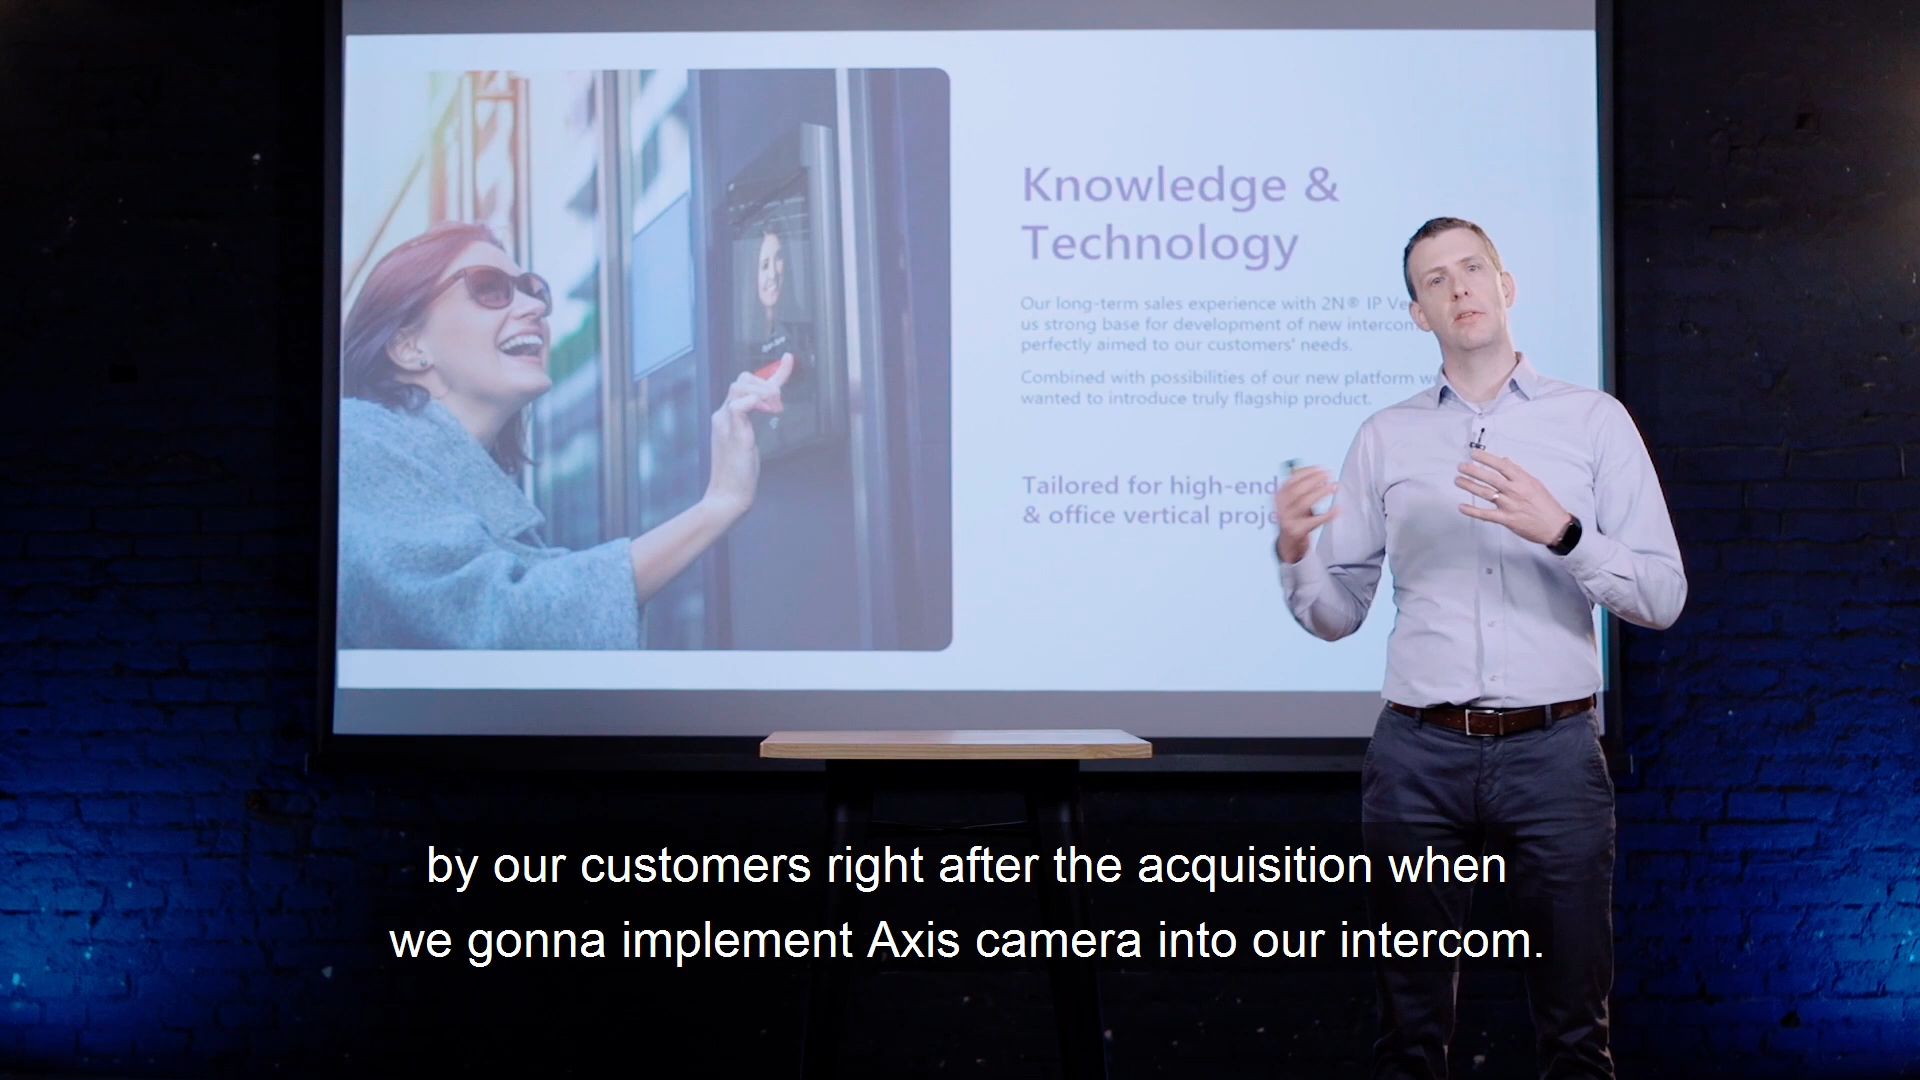 Knowledge &
Technology
Our long-term sales experience with 2N® IP
us strong base for development of new
perfectly aimed to our customers' needs.
Combined with possibilities of our new platform
wanted to introduce truly flagship product.
Tailored for high-end
& office vertical
by our customers right after the acquisition when
we gonna implement Axis camera into our intercom.